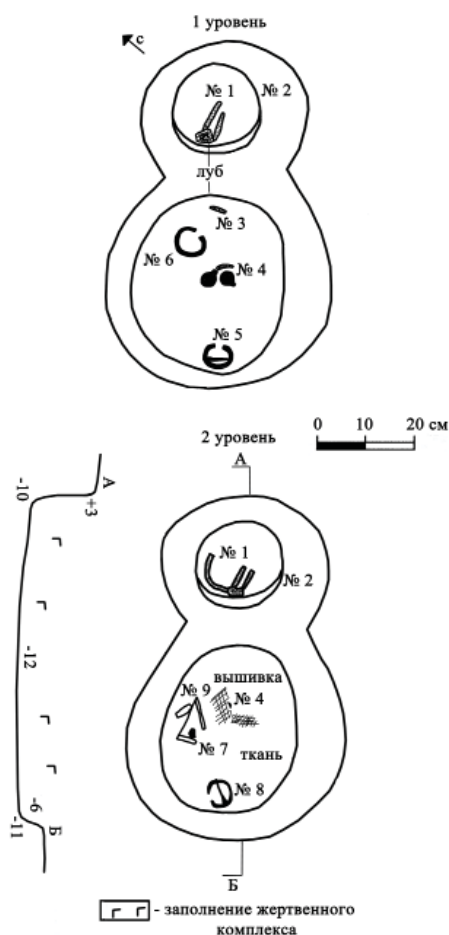 1 уровень
с
№ 1
№ 2
луб
№ 3
№ 6
№ 4
№ 5
0 10 20 см
2 уровень
А
А
-10
+3
№ 1
№ 2
-12
вышивка
№ 9
№ 4
№ 7
ткань
№ 8
-6
Б
-11
Б
- заполнение жертвенного
комплекса